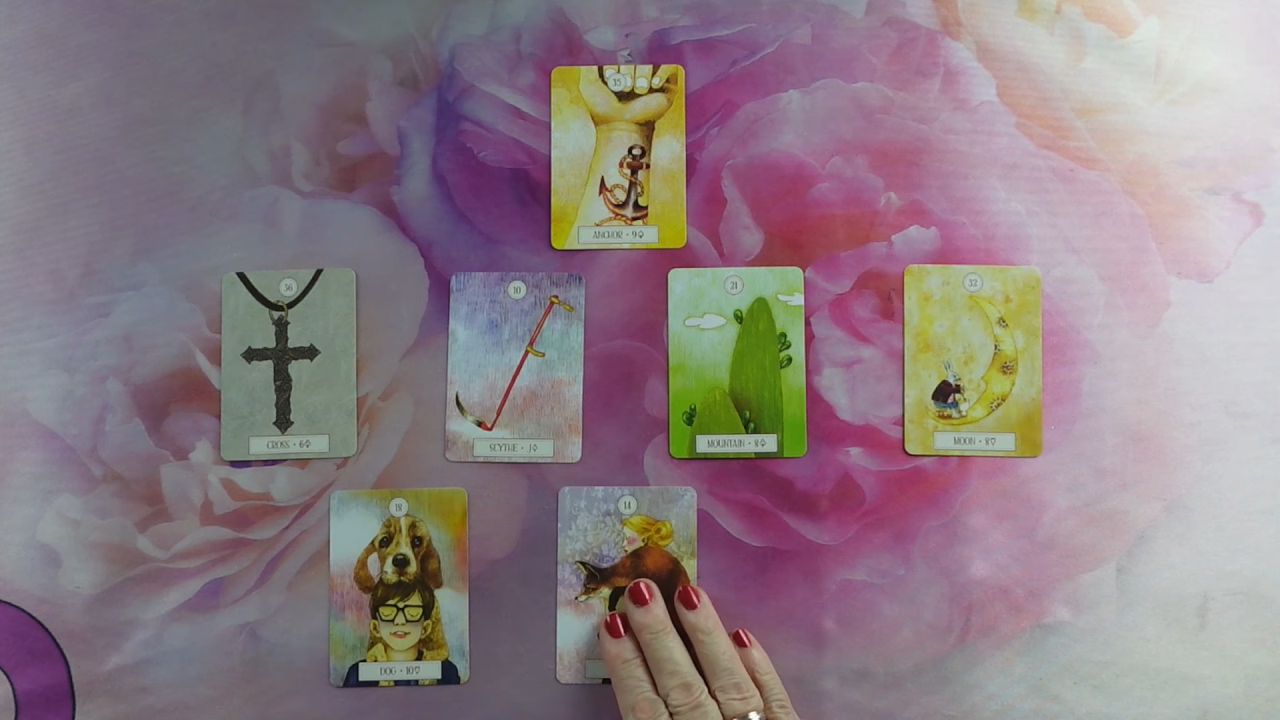 35
ANCHOR • 9♤
36
CROSS • 6♧
10
SCYTHE • J♢
21
MOUNTAIN • 8♧
32
MOON • 8♡
18
DOG • 10♡
14